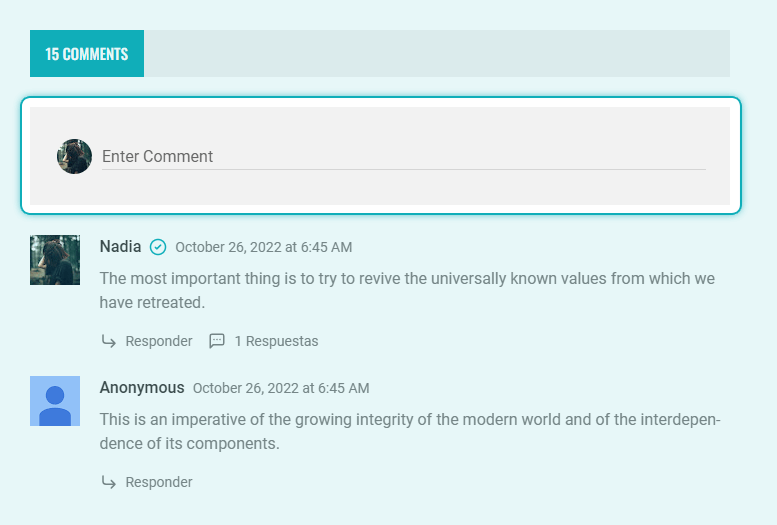 15 COMMENTS
Enter Comment
Nadia October 26, 2022 at 6:45 AM
The most important thing is to try to revive the universally known values from which we
have retreated.
Responder 1 Respuestas
Anonymous October 26, 2022 at 6:45 AM
This is an imperative of the growing integrity of the modern world and of the interdepen-
dence of its components.
Responder